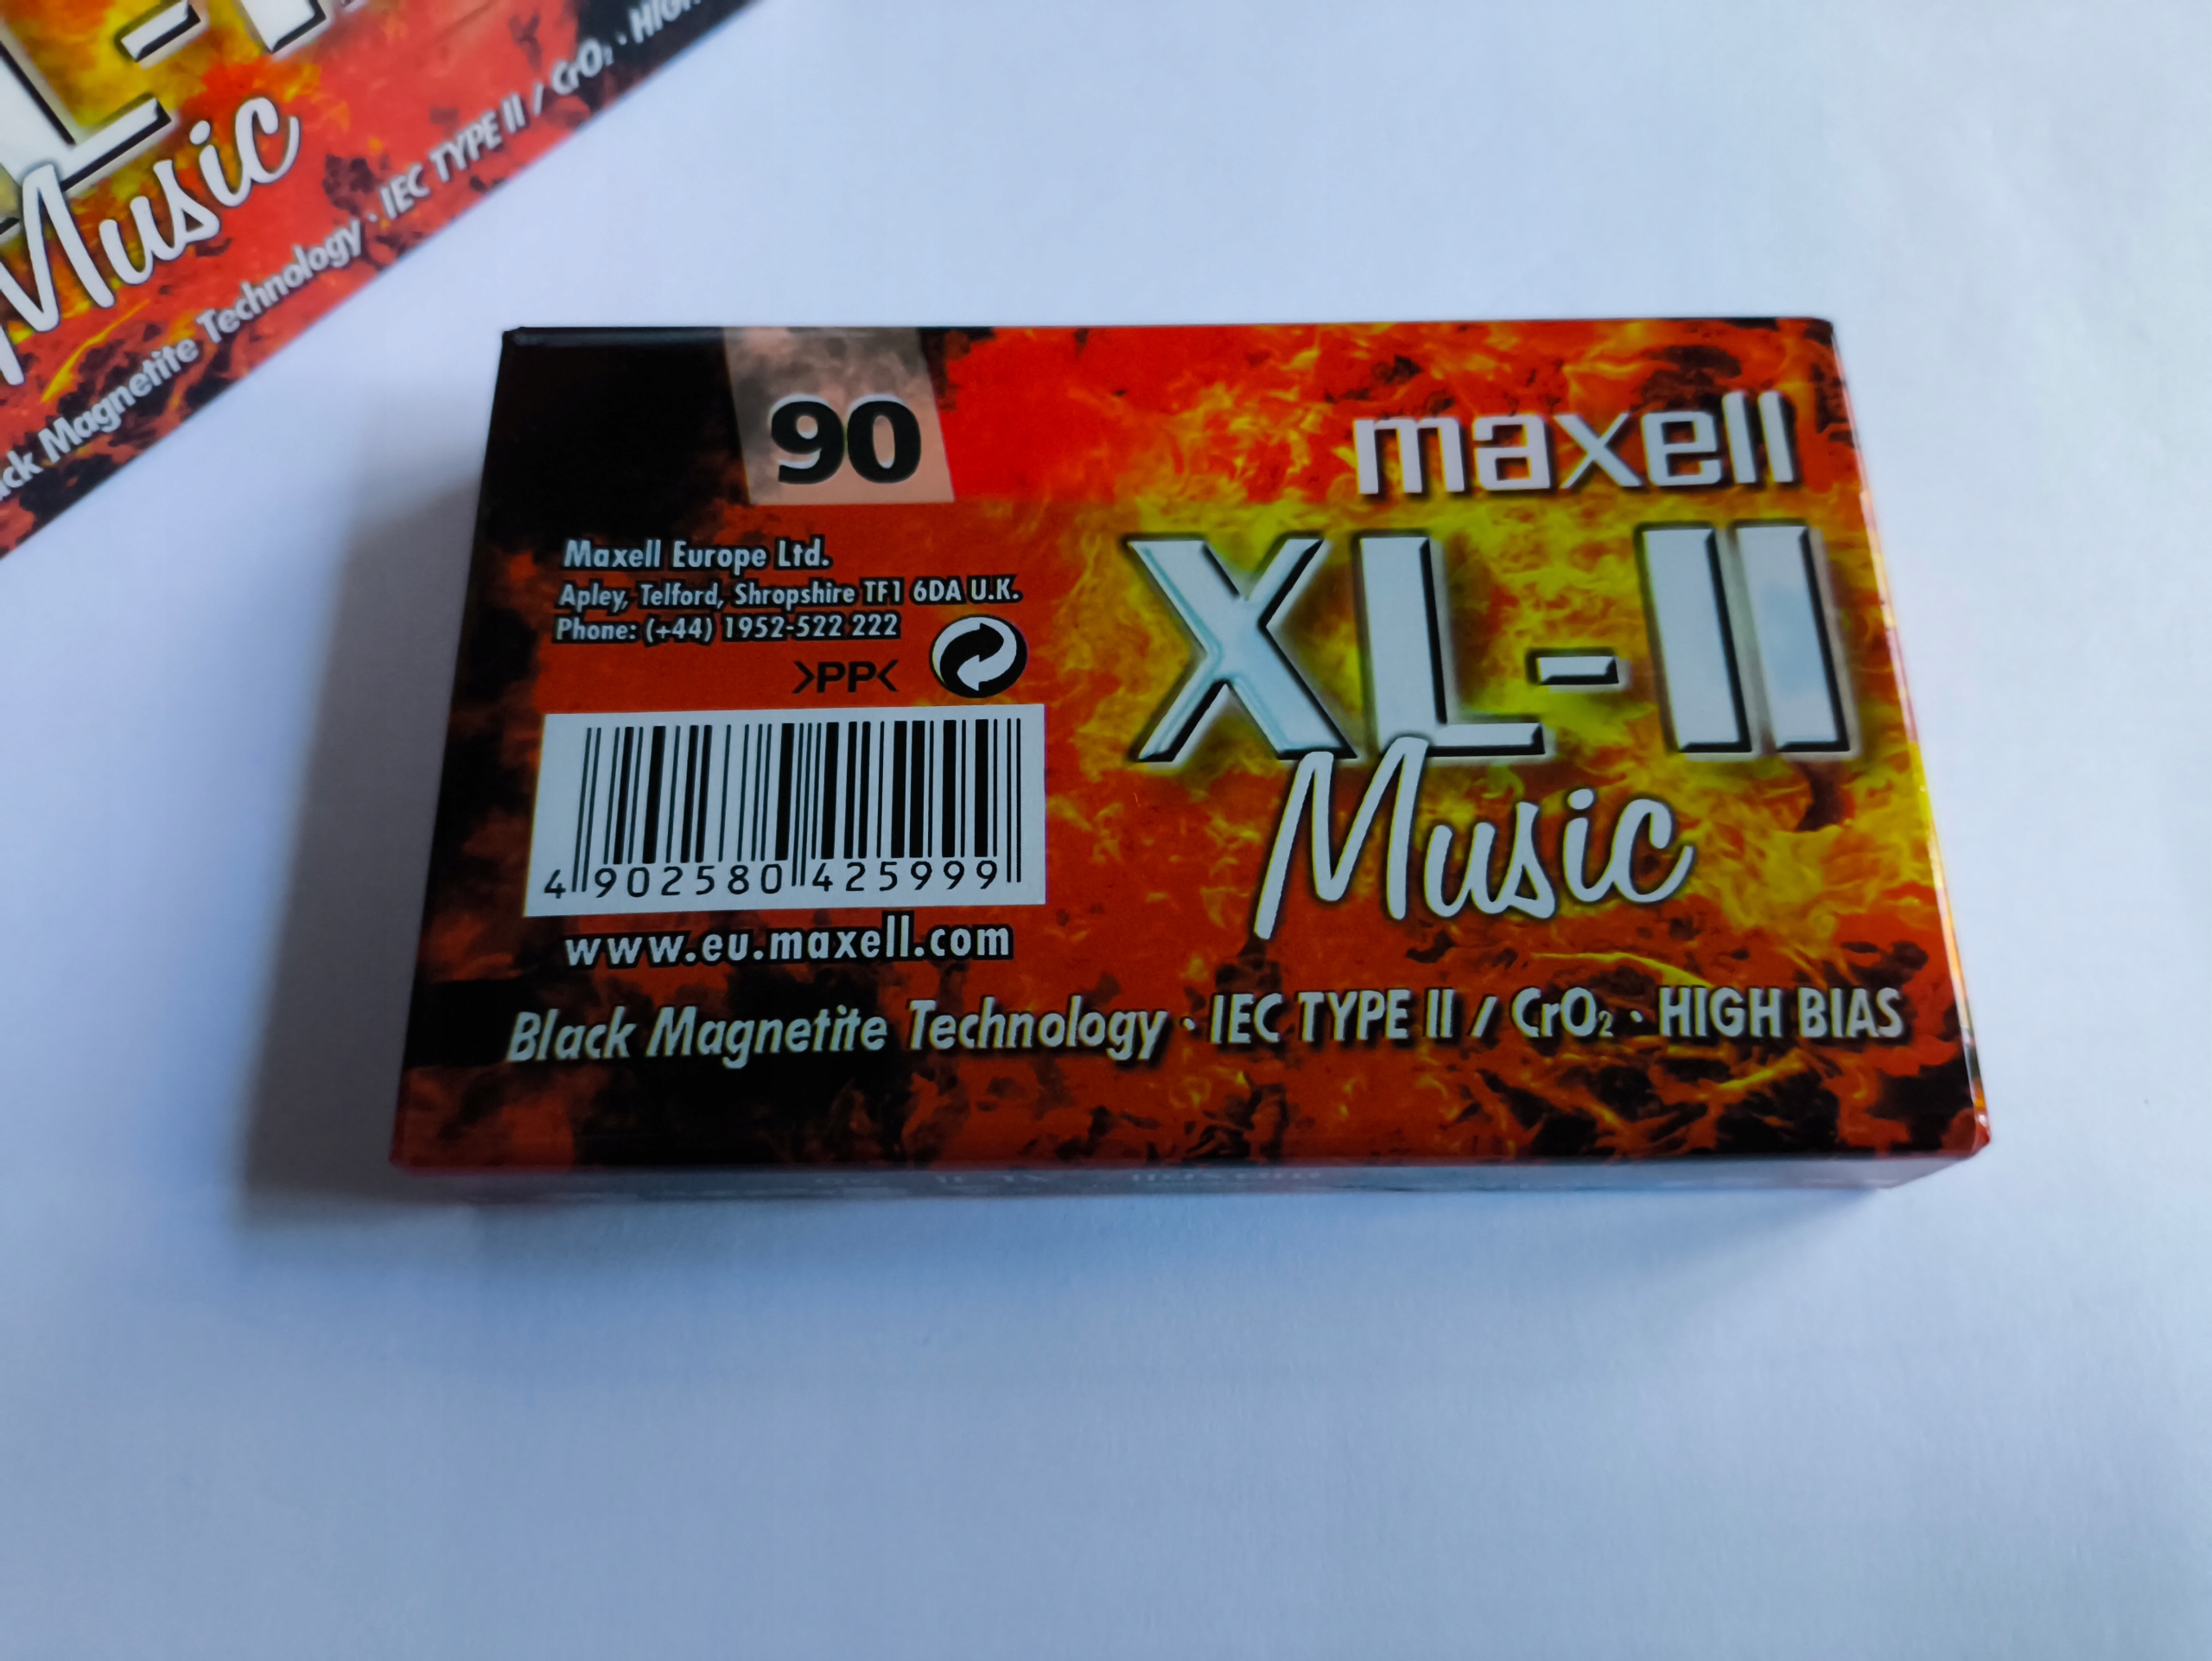 L-
Music
ck Magnetite Technology · IEC TYPE II / CrO₂ · HIGH
90
maxell
XL-II
Music
Maxell Europe Ltd.
Apley, Telford, Shropshire TF1 6DA U.K.
Phone: (+44) 1952-522 222
>PP<
4 902580 425999
www.eu.maxell.com
Black Magnetite Technology · IEC TYPE II / CrO₂ · HIGH BIAS